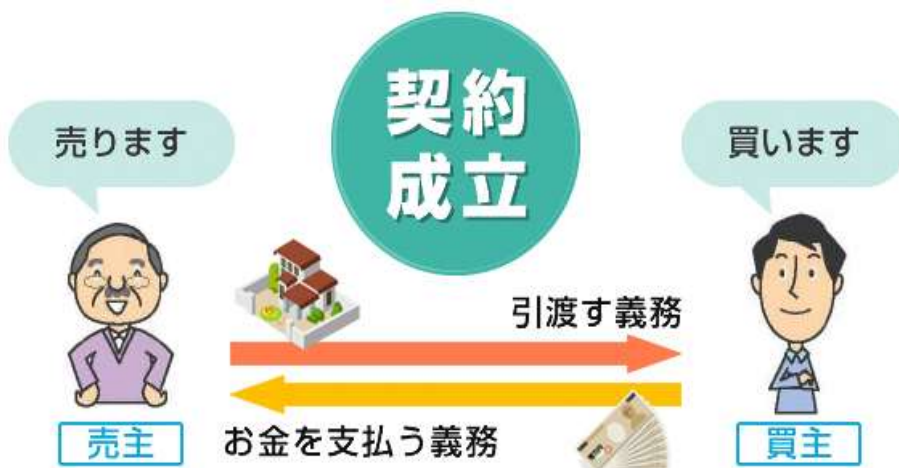 契約
成立
売ります
買います
引渡す義務
お金を支払う義務
売主
買主